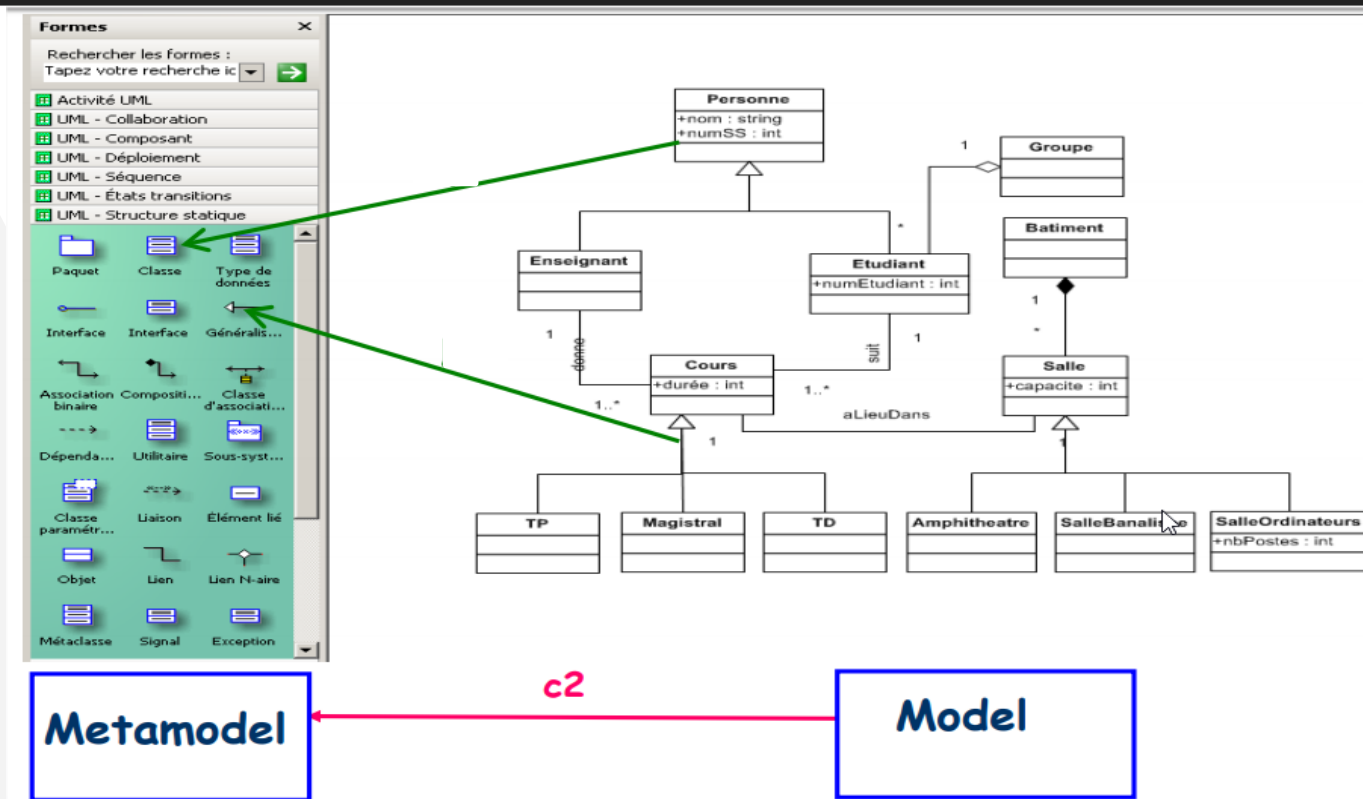 Formes
Rechercher les formes :
Tapez votre recherche ic
Activité UML
UML - Collaboration
UML - Composant
UML - Déploiement
UML - Séquence
UML - États transitions
UML - Structure statique
Paquet Classe Type de
données
Interface Interface Généralis...
Association Compositi... Classe
binaire d'associati...
Dépenda... Utilitaire Sous-syst...
Classe Liaison Élément lié
paramétr...
Objet Lien Lien N-aire
Métaclasse Signal Exception
Personne
+nom : string
+numSS : int
1
Groupe
*
Batiment
Enseignant
Etudiant
+numEtudiant : int
1
*
1
donne
suit
1
Cours
+durée : int
1..*
1..*
aLieuDans
Salle
+capacite : int
1
1
TP
Magistral
TD
Amphitheatre
SalleOrdinateurs
+nbPostes : int
c2
Metamodel
Model